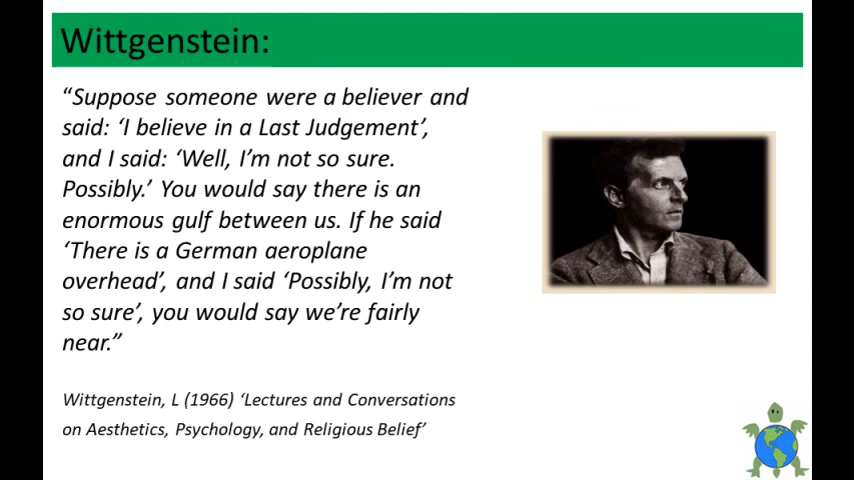 Wittgenstein:
“Suppose someone were a believer and
said: ‘I believe in a Last Judgement’,
and I said: ‘Well, I’m not so sure.
Possibly.’ You would say there is an
enormous gulf between us. If he said
‘There is a German aeroplane
overhead’, and I said ‘Possibly, I’m not
so sure’, you would say we’re fairly
near.”
Wittgenstein, L (1966) ‘Lectures and Conversations
on Aesthetics, Psychology, and Religious Belief’